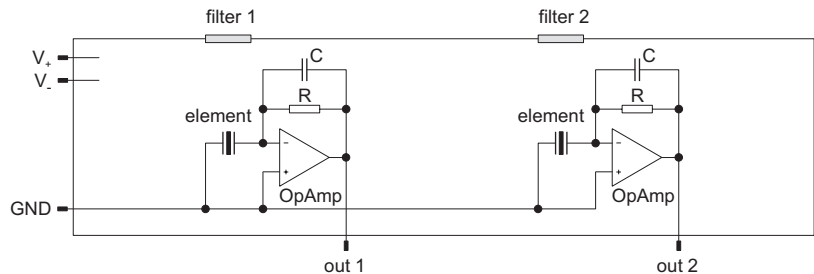 filter 1
filter 2
V+
V-
C
C
R
R
element
element
−
−
+
+
OpAmp
OpAmp
GND
out 1
out 2